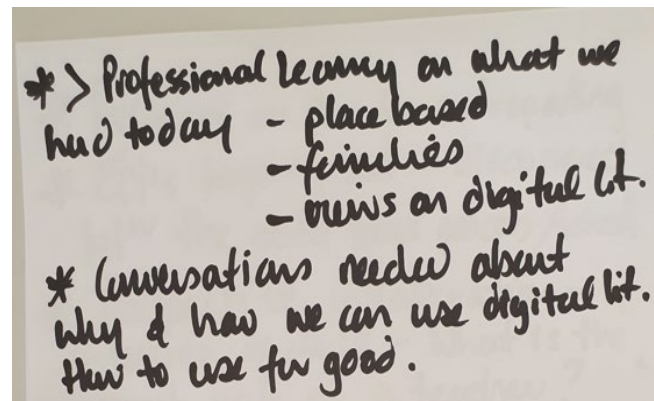 * > Professional Learning on what we
had today - place based
- families
- views on digital lit.
* Conversations needed about
why & how we can use digital lit.
How to use for good.